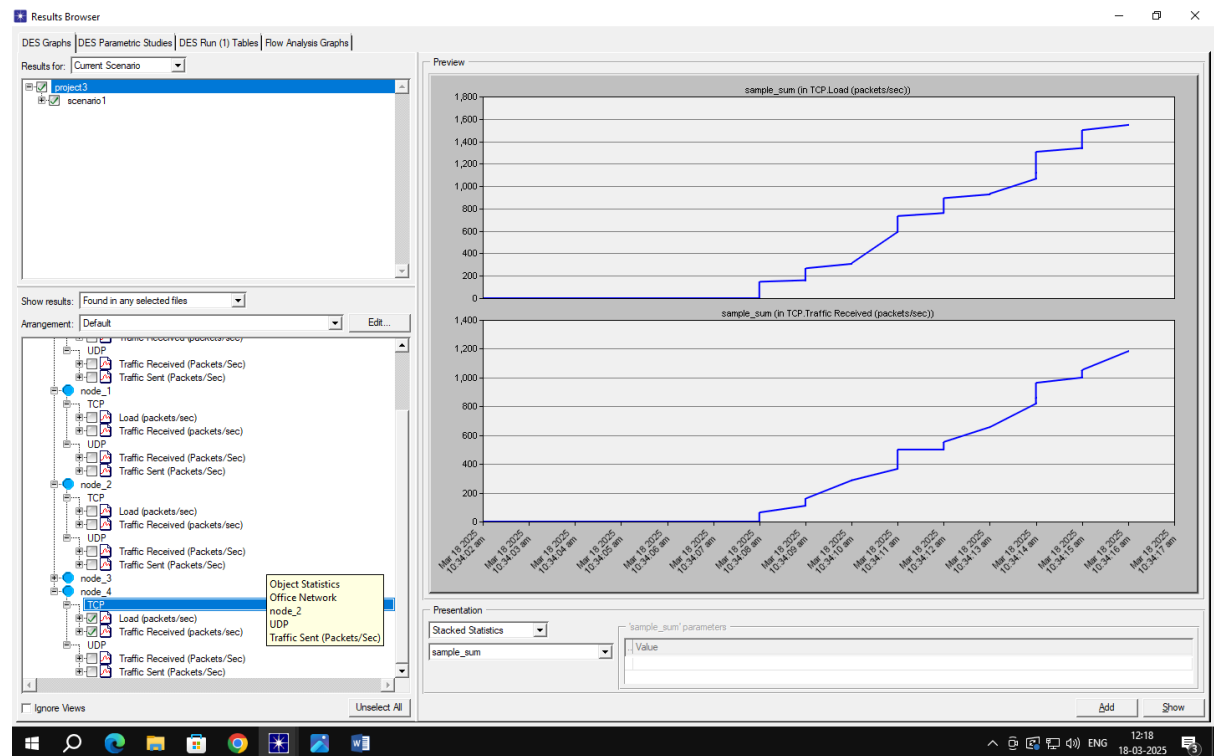 Results Browser
DES Graphs DES Parametric Studies DES Run (1) Tables Flow Analysis Graphs
Results for: Current Scenario
project3
scenario1
Show results: Found in any selected files
Arrangement: Default Edit...
Traffic Received (packets/sec)
UDP
Traffic Received (Packets/Sec)
Traffic Sent (Packets/Sec)
node_1
TCP
Load (packets/sec)
Traffic Received (packets/sec)
UDP
Traffic Received (Packets/Sec)
Traffic Sent (Packets/Sec)
node_2
TCP
Load (packets/sec)
Traffic Received (packets/sec)
UDP
Traffic Received (Packets/Sec)
Traffic Sent (Packets/Sec)
node_3
node_4
TCP
Load (packets/sec)
Traffic Received (packets/sec)
UDP
Traffic Received (Packets/Sec)
Traffic Sent (Packets/Sec)
Object Statistics
Office Network
node_2
UDP
Traffic Sent (Packets/Sec)
Ignore Views Unselect All
Preview
sample_sum (in TCP.Load (packets/sec))
1,800
1,600
1,400
1,200
1,000
800
600
400
200
0
sample_sum (in TCP.Traffic Received (packets/sec))
1,400
1,200
1,000
800
600
400
200
0
Mar 18 2025 10:34:02 am
Mar 18 2025 10:34:03 am
Mar 18 2025 10:34:04 am
Mar 18 2025 10:34:05 am
Mar 18 2025 10:34:06 am
Mar 18 2025 10:34:07 am
Mar 18 2025 10:34:08 am
Mar 18 2025 10:34:09 am
Mar 18 2025 10:34:10 am
Mar 18 2025 10:34:11 am
Mar 18 2025 10:34:12 am
Mar 18 2025 10:34:13 am
Mar 18 2025 10:34:14 am
Mar 18 2025 10:34:15 am
Mar 18 2025 10:34:16 am
Mar 18 2025 10:34:17 am
Presentation
Stacked Statistics
sample_sum
'sample_sum' parameters
Value
Add Show
ENG
12:18
18-03-2025
3